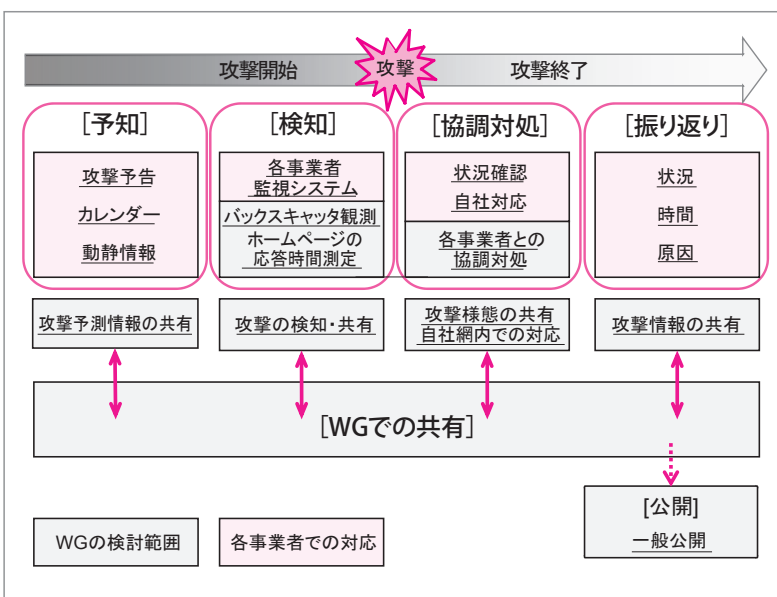 攻撃開始
攻撃
攻撃終了
[予知]
攻撃予告
カレンダー
動静情報
[検知]
各事業者
監視システム
バックスキャッタ観測
ホームページの
応答時間測定
[協調対処]
状況確認
自社対応
各事業者との
協調対処
[振り返り]
状況
時間
原因
攻撃予測情報の共有
攻撃の検知・共有
攻撃様態の共有
自社網内での対応
攻撃情報の共有
[WGでの共有]
[公開]
一般公開
WGの検討範囲
各事業者での対応